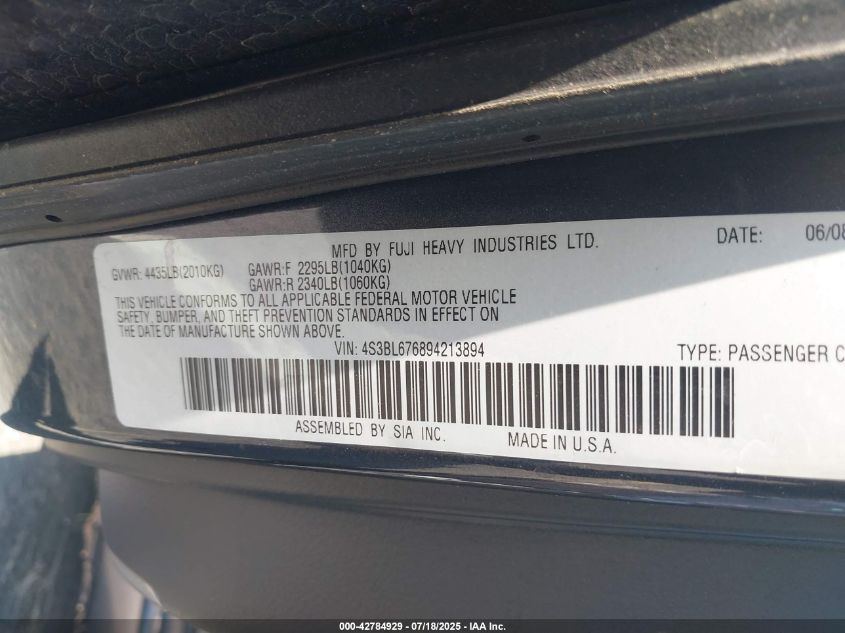 MFD BY FUJI HEAVY INDUSTRIES LTD. DATE: 06/08
GVWR: 4435LB(2010KG) GAWR:F 2295LB(1040KG)
GAWR:R 2340LB(1060KG)
THIS VEHICLE CONFORMS TO ALL APPLICABLE FEDERAL MOTOR VEHICLE
SAFETY, BUMPER, AND THEFT PREVENTION STANDARDS IN EFFECT ON
THE DATE OF MANUFACTURE SHOWN ABOVE.
VIN: 4S3BL676894213894 TYPE: PASSENGER C
ASSEMBLED BY SIA INC. MADE IN U.S.A.
000-42784929 - 07/18/2025 - IAA Inc.